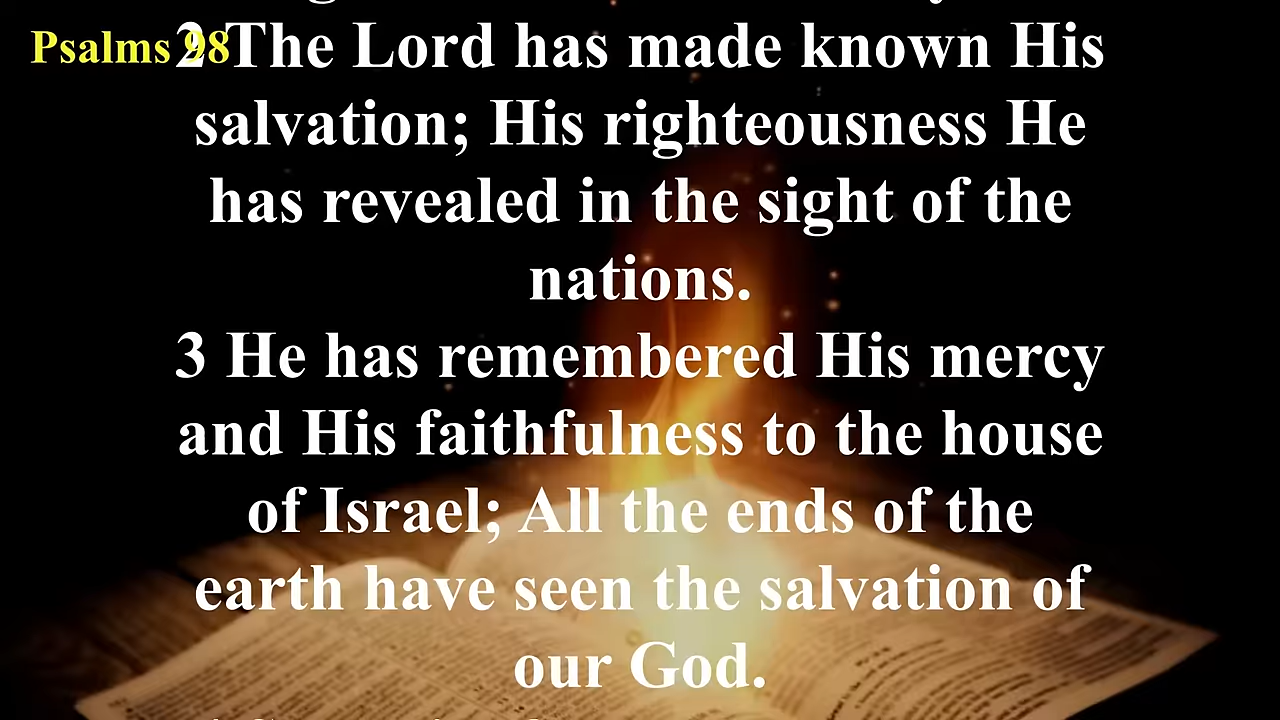 Psalms 98
2 The Lord has made known His
salvation; His righteousness He
has revealed in the sight of the
nations.
3 He has remembered His mercy
and His faithfulness to the house
of Israel; All the ends of the
earth have seen the salvation of
our God.